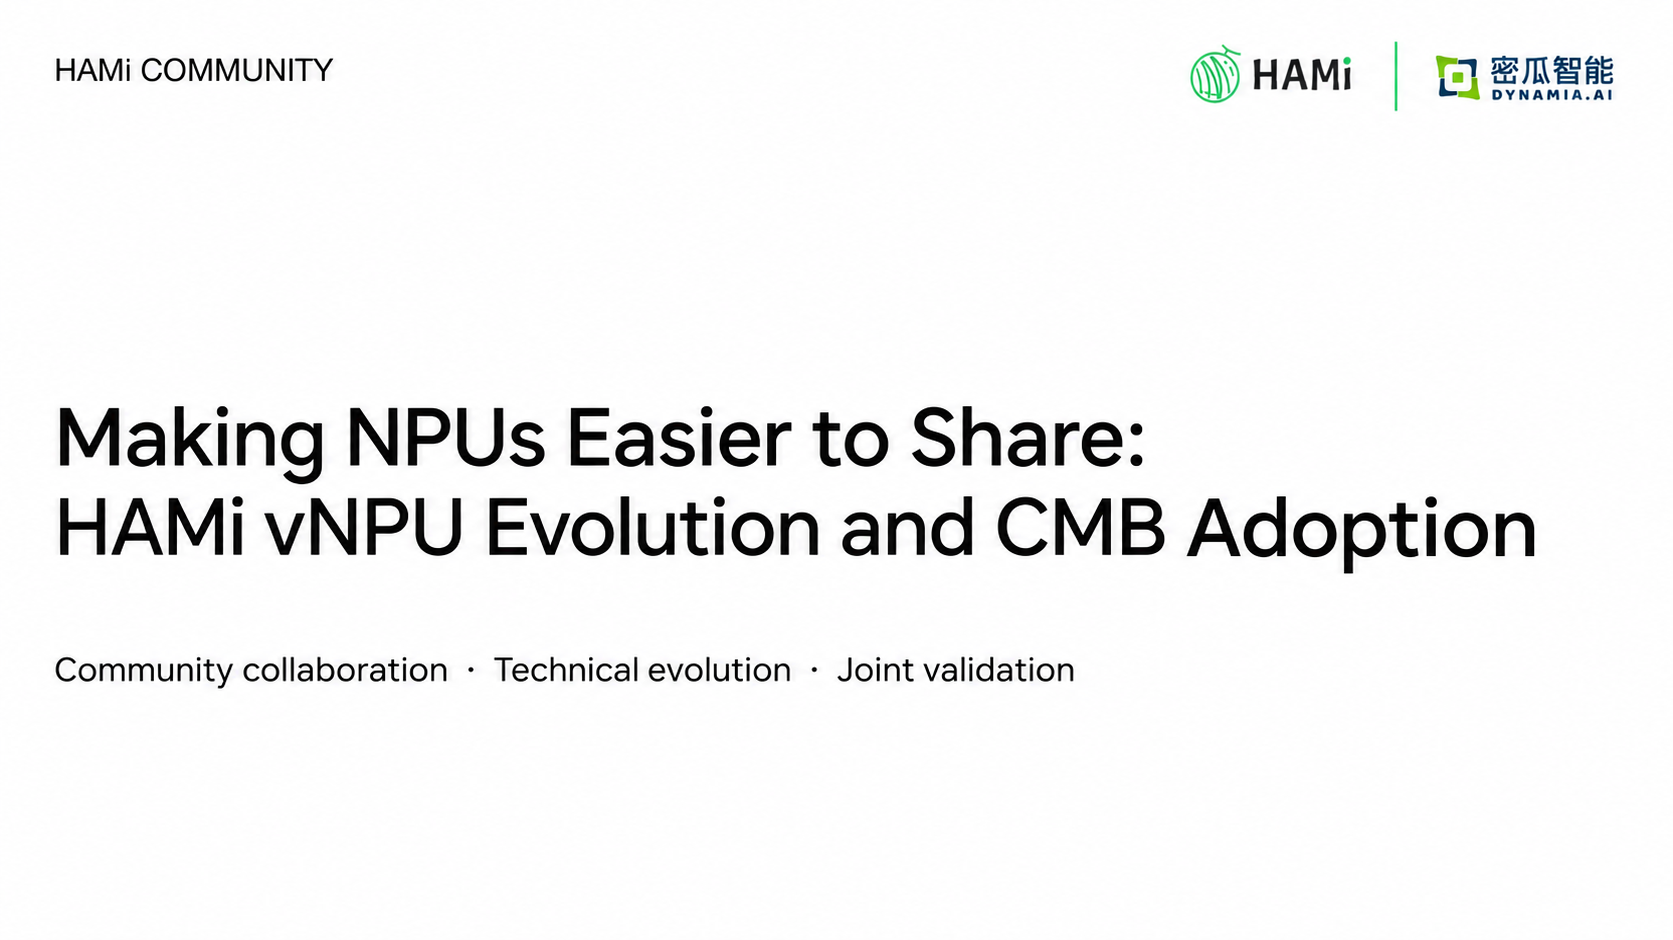 HAMi COMMUNITY
HAMi
密瓜智能
DYNAMIA.AI
Making NPUs Easier to Share:
HAMi vNPU Evolution and CMB Adoption
Community collaboration · Technical evolution · Joint validation